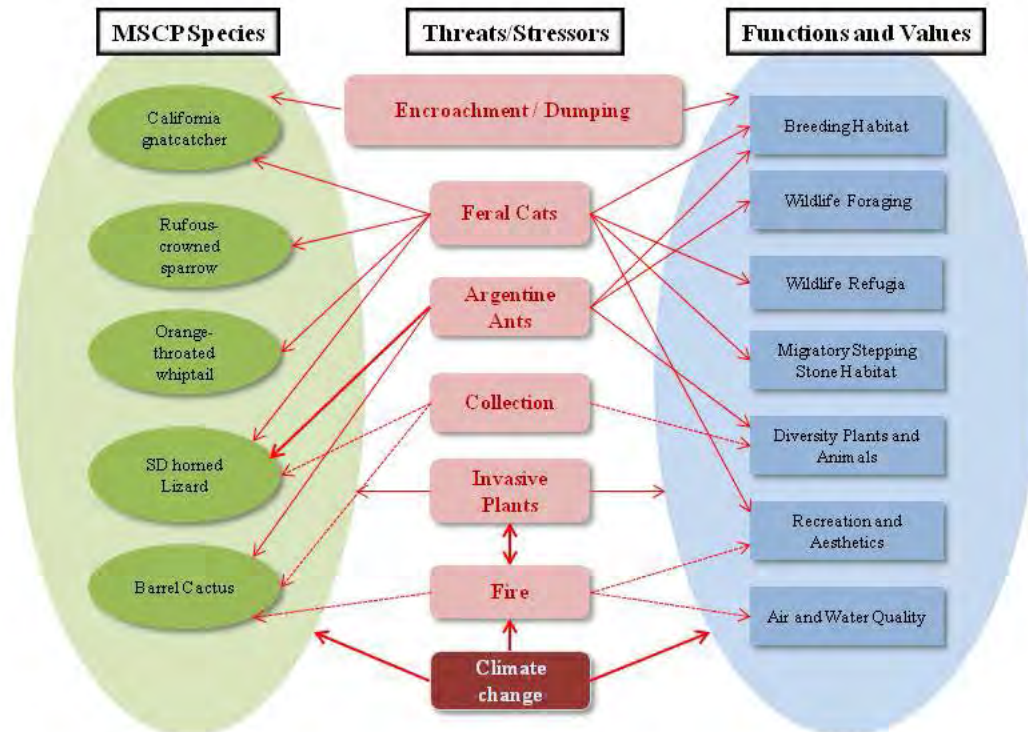 MSCP Species
Threats/Stressors
Functions and Values
California
gnatcatcher
Rufous-
crowned
sparrow
Orange-
throated
whiptail
SD horned
Lizard
Barrel Cactus
Encroachment / Dumping
Feral Cats
Argentine
Ants
Collection
Invasive
Plants
Fire
Climate
change
Breeding Habitat
Wildlife Foraging
Wildlife Refugia
Migratory Stepping
Stone Habitat
Diversity Plants and
Animals
Recreation and
Aesthetics
Air and Water Quality